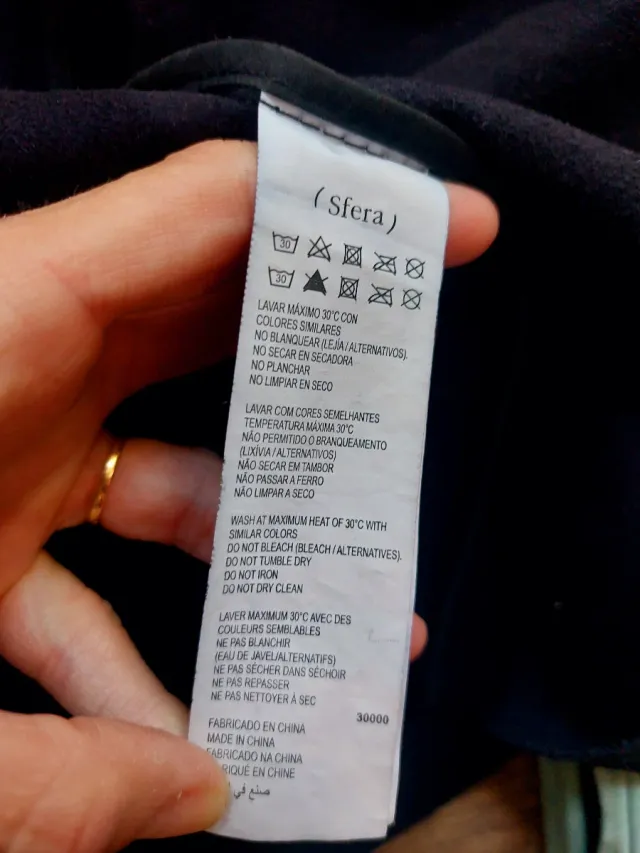 (Sfera)
30
30
LAVAR MÁXIMO 30°C CON
COLORES SIMILARES
NO BLANQUEAR (LEJÍA/ALTERNATIVOS).
NO SECAR EN SECADORA
NO PLANCHAR
NO LIMPIAR EN SECO
LAVAR COM CORES SEMELHANTES
TEMPERATURA MÁXIMA 30°C
NÃO PERMITIDO O BRANQUEAMENTO
(LIXÍVIA/ALTERNATIVOS)
NÃO SECAR EM TAMBOR
NÃO PASSAR A FERRO
NÃO LIMPAR A SECO
WASH AT MAXIMUM HEAT OF 30°C WITH
SIMILAR COLORS
DO NOT BLEACH (BLEACH/ALTERNATIVES).
DO NOT TUMBLE DRY
DO NOT IRON
DO NOT DRY CLEAN
LAVER MAXIMUM 30°C AVEC DES
COULEURS SEMBLABLES
NE PAS BLANCHIR
(EAU DE JAVEL/ALTERNATIFS)
NE PAS SÉCHER DANS SÉCHOIR
NE PAS REPASSER
NE PAS NETTOYER À SEC
30000
FABRICADO EN CHINA
MADE IN CHINA
FABRICADO NA CHINA
RIQUÉ EN CHINE
صنع في